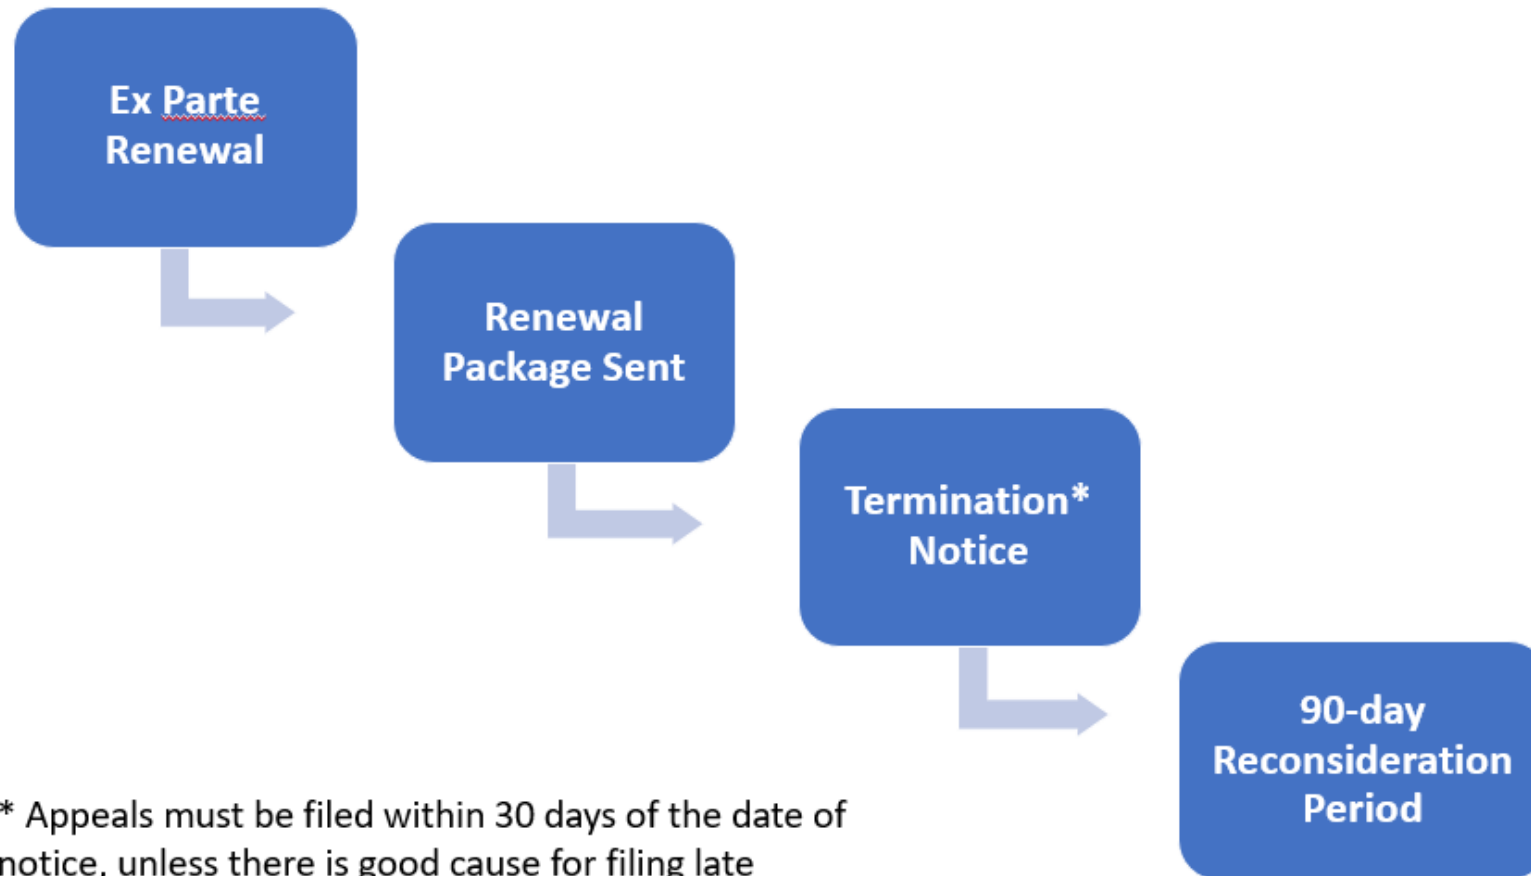 Ex Parte
Renewal
Renewal
Package Sent
Termination*
Notice
90-day
Reconsideration
Period
* Appeals must be filed within 30 days of the date of
notice, unless there is good cause for filing late